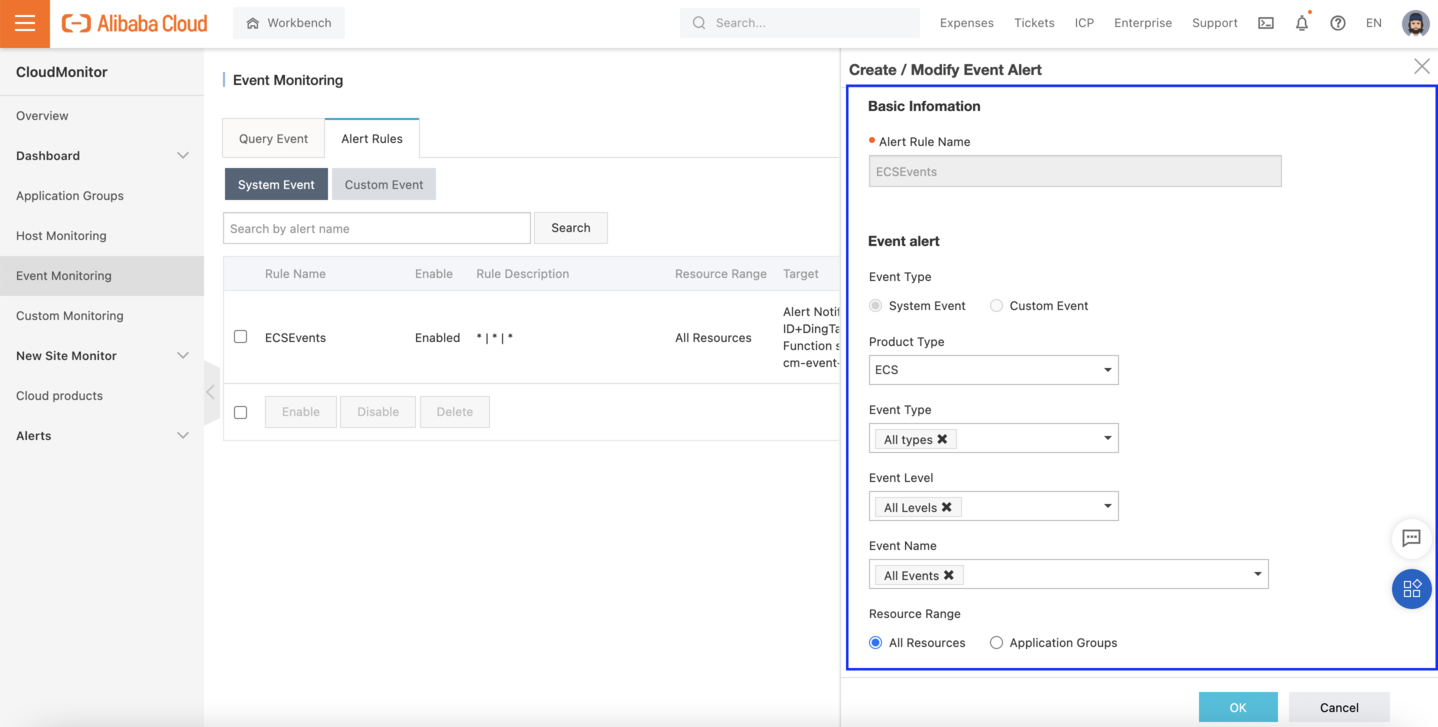 Alibaba Cloud
Workbench
Search...
Expenses
Tickets
ICP
Enterprise
Support
EN
CloudMonitor
Overview
Dashboard
Application Groups
Host Monitoring
Event Monitoring
Custom Monitoring
New Site Monitor
Cloud products
Alerts
Event Monitoring
Query Event
Alert Rules
System Event
Custom Event
Search by alert name
Search
Rule Name
Enable
Rule Description
Resource Range
Target
ECSEvents
Enabled
* | * | *
All Resources
Alert Notif
ID+DingTa
Function s
cm-event-
Enable
Disable
Delete
Create / Modify Event Alert
Basic Infomation
Alert Rule Name
ECSEvents
Event alert
Event Type
System Event
Custom Event
Product Type
ECS
Event Type
All types
Event Level
All Levels
Event Name
All Events
Resource Range
All Resources
Application Groups
OK
Cancel